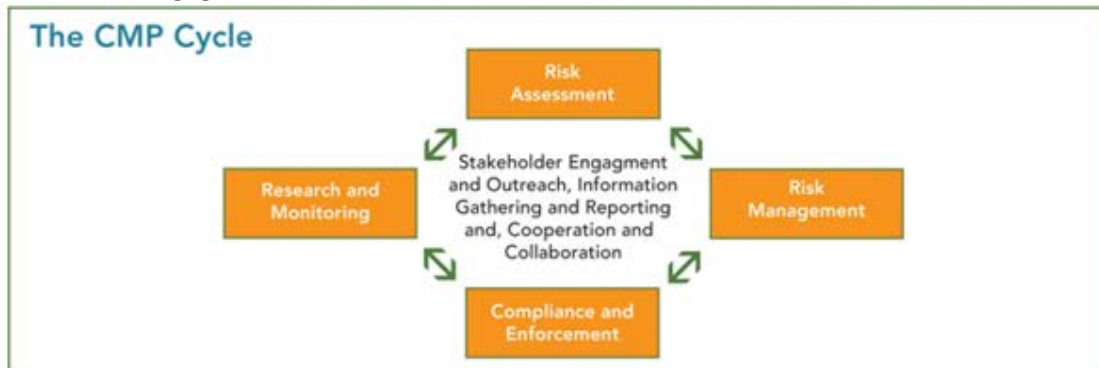 The CMP Cycle
Risk
Assessment
Stakeholder Engagment
and Outreach, Information
Gathering and Reporting
and, Cooperation and
Collaboration
Research and
Monitoring
Risk
Management
Compliance and
Enforcement